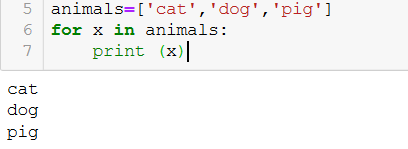 5 animals=['cat','dog','pig']
6 for x in animals:
7     print (x)
cat
dog
pig